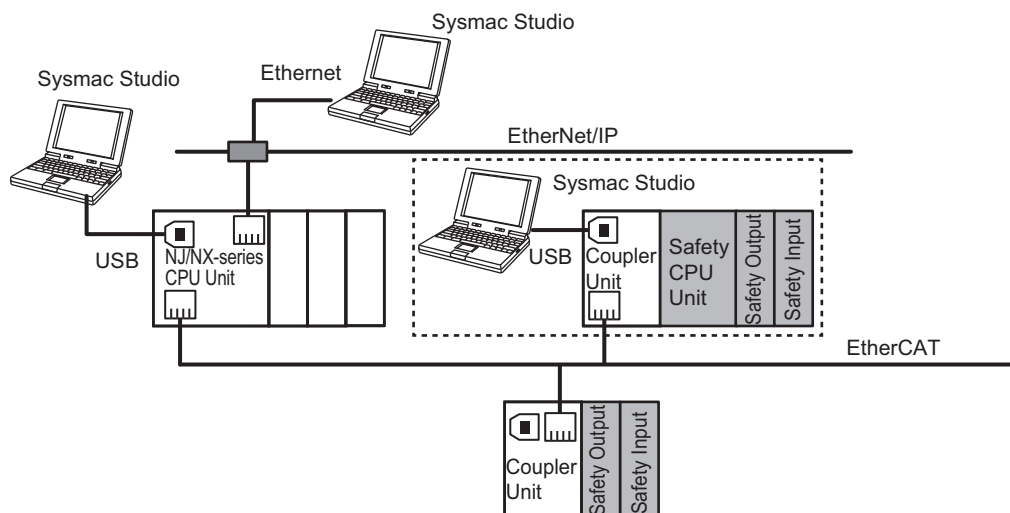 Sysmac Studio
Ethernet
Sysmac Studio
EtherNet/IP
Sysmac Studio
USB
NJ/NX-series
CPU Unit
USB
Coupler
Unit
Safety
CPU
Unit
Safety Output
Safety Input
EtherCAT
Coupler
Unit
Safety Output
Safety Input